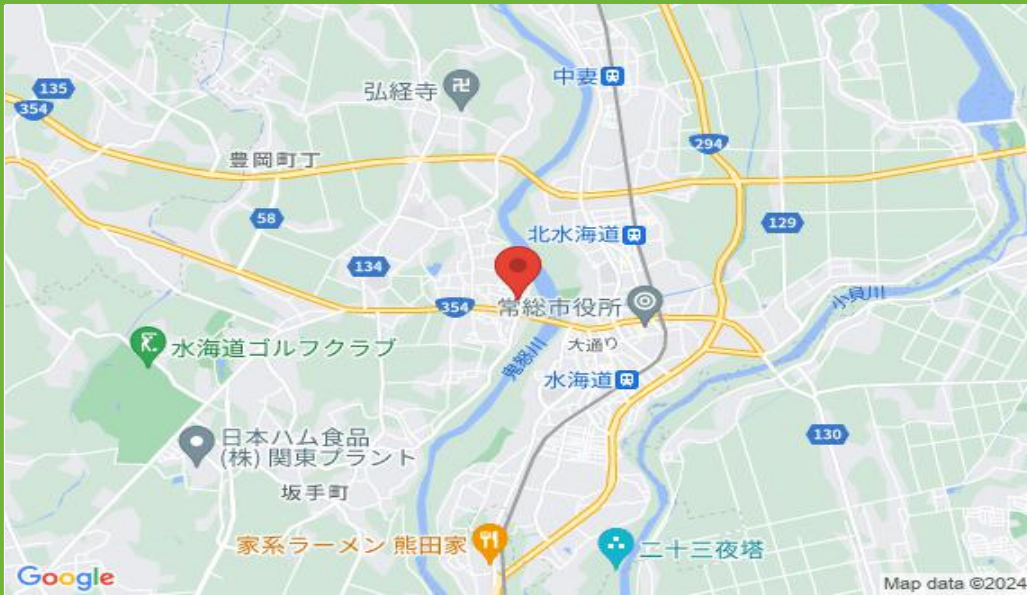 中妻
135
弘経寺
354
294
豊岡町丁
58
129
北水海道
134
小貝川
354
常総市役所
大通り
水海道ゴルフクラブ
鬼怒川
水海道
日本ハム食品
(株) 関東プラント
130
坂手町
家系ラーメン 熊田家
二十三夜塔
Google
Map data ©2024